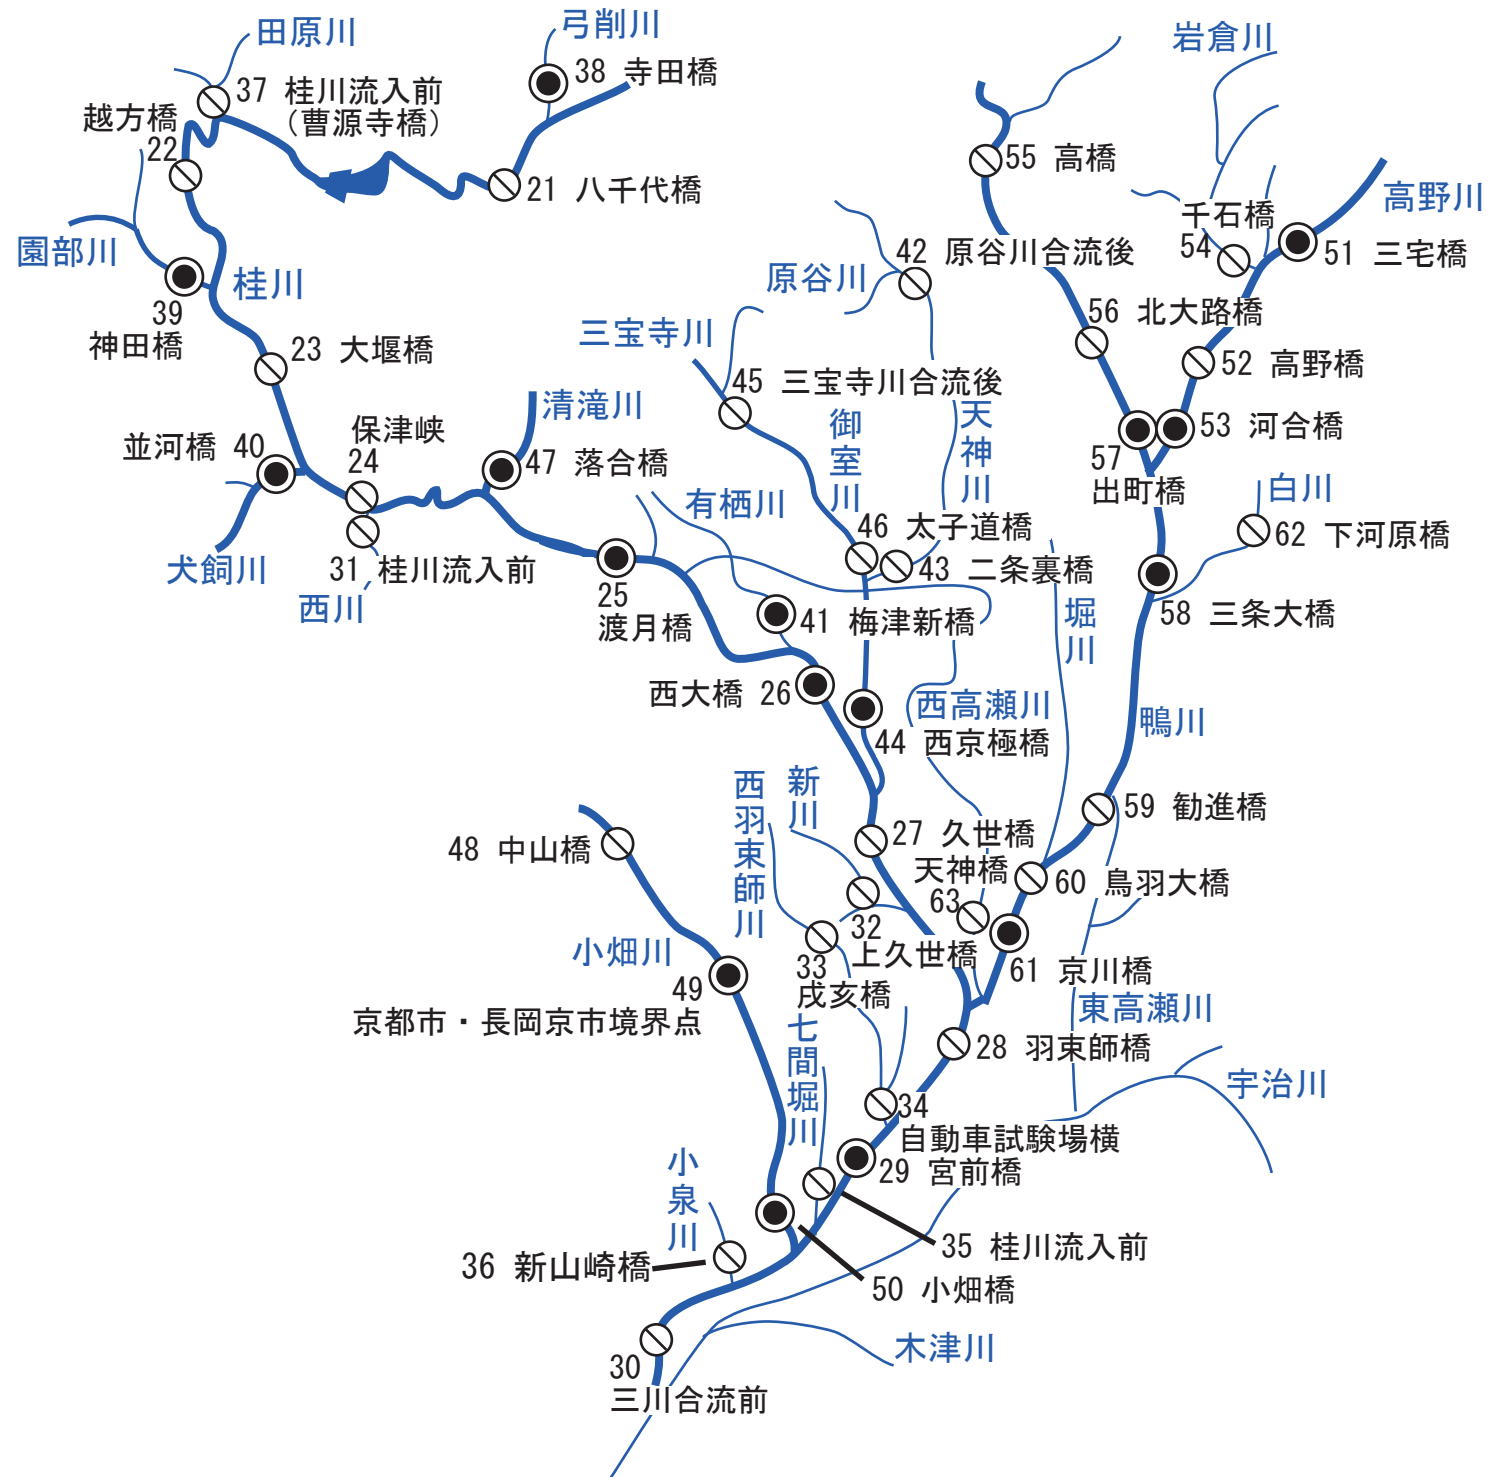 田原川
弓削川
岩倉川
37 桂川流入前
(曹源寺橋)
38 寺田橋
越方橋
22
21 八千代橋
55 高橋
高野川
千石橋
54
51 三宅橋
園部川
桂川
39
神田橋
原谷川
42 原谷川合流後
56 北大路橋
三宝寺川
23 大堰橋
52 高野橋
45 三宝寺川合流後
清滝川
保津峡
24
並河橋 40
47 落合橋
御室川
天神川
53 河合橋
57
出町橋
白川
有栖川
46 太子道橋
62 下河原橋
犬飼川
31 桂川流入前
西川
43 二条裏橋
25
渡月橋
41 梅津新橋
堀川
58 三条大橋
西大橋 26
西高瀬川
44 西京極橋
鴨川
西羽束師川
新川
59 勧進橋
27 久世橋
48 中山橋
天神橋
63
60 鳥羽大橋
32
上久世橋
小畑川
33
戌亥橋
61 京川橋
49
京都市・長岡京市境界点
東高瀬川
七間堀川
28 羽束師橋
宇治川
34
自動車試験場横
29 宮前橋
小泉川
35 桂川流入前
36 新山崎橋
50 小畑橋
木津川
30
三川合流前